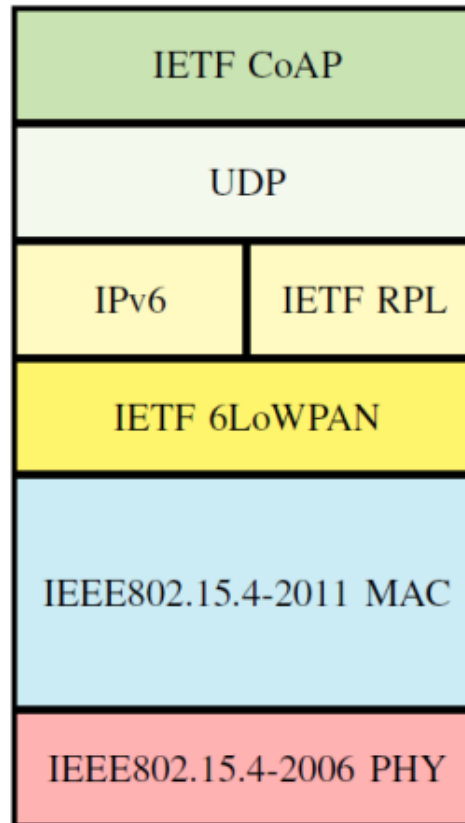 IETF CoAP
UDP
IPv6
IETF RPL
IETF 6LoWPAN
IEEE802.15.4-2011 MAC
IEEE802.15.4-2006 PHY